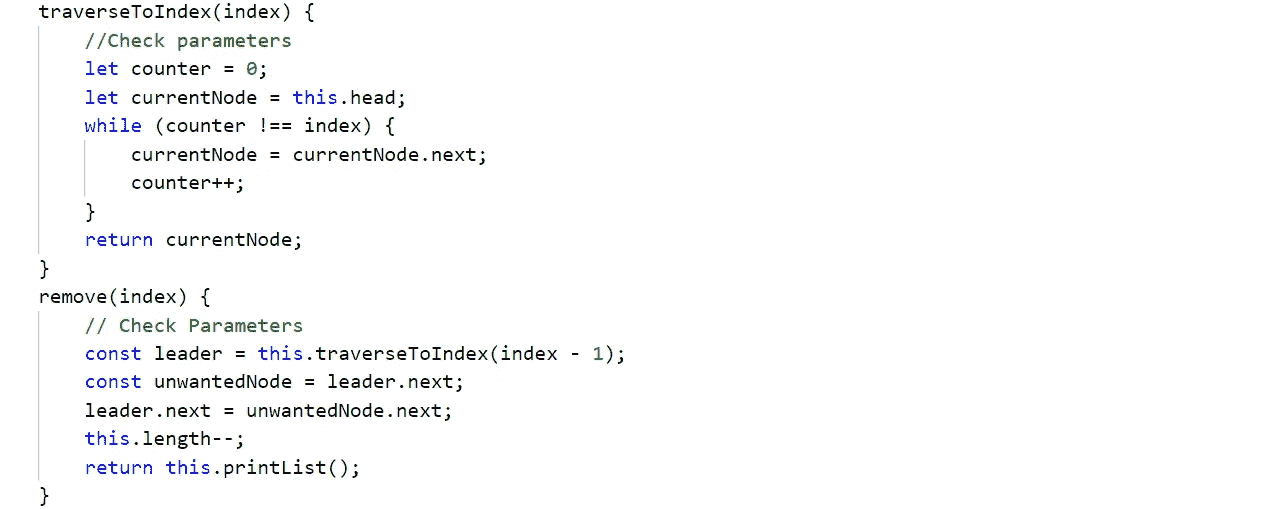 traverseToIndex(index) {
    //Check parameters
    let counter = 0;
    let currentNode = this.head;
    while (counter !== index) {
        currentNode = currentNode.next;
        counter++;
    }
    return currentNode;
}
remove(index) {
    // Check Parameters
    const leader = this.traverseToIndex(index - 1);
    const unwantedNode = leader.next;
    leader.next = unwantedNode.next;
    this.length--;
    return this.printList();
}